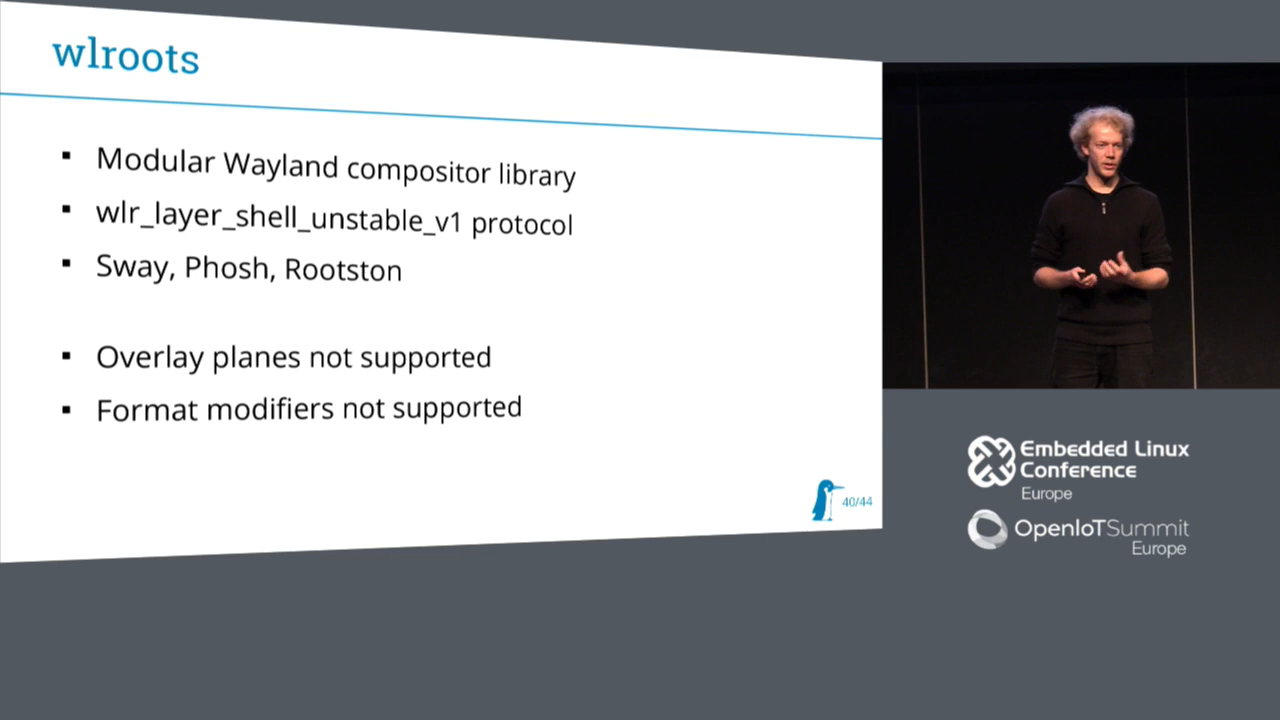 wlroots
Modular Wayland compositor library
wlr_layer_shell_unstable_v1 protocol
Sway, Phosh, Rootston
Overlay planes not supported
Format modifiers not supported
40/44
Embedded Linux
Conference
Europe
OpenIoTSummit
Europe